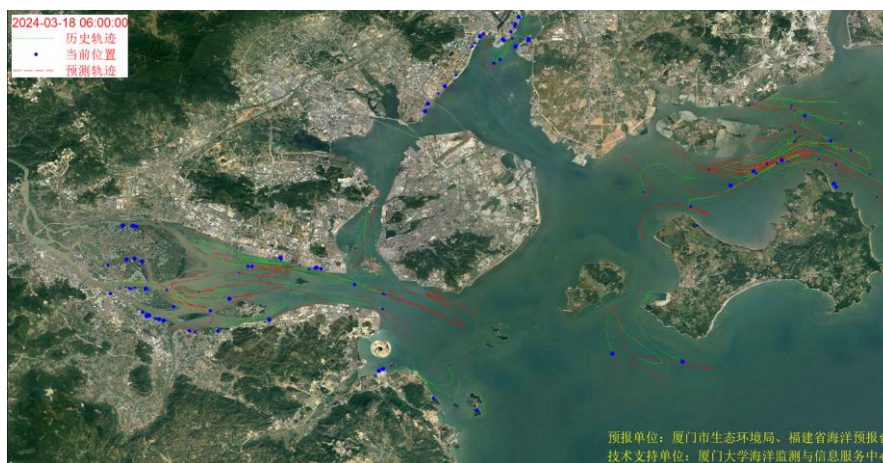 2024-03-18 06:00:00
历史轨迹
当前位置
预测轨迹
预报单位：厦门市生态环境局、福建省海洋预报台
技术支持单位：厦门大学海洋监测与信息服务中心